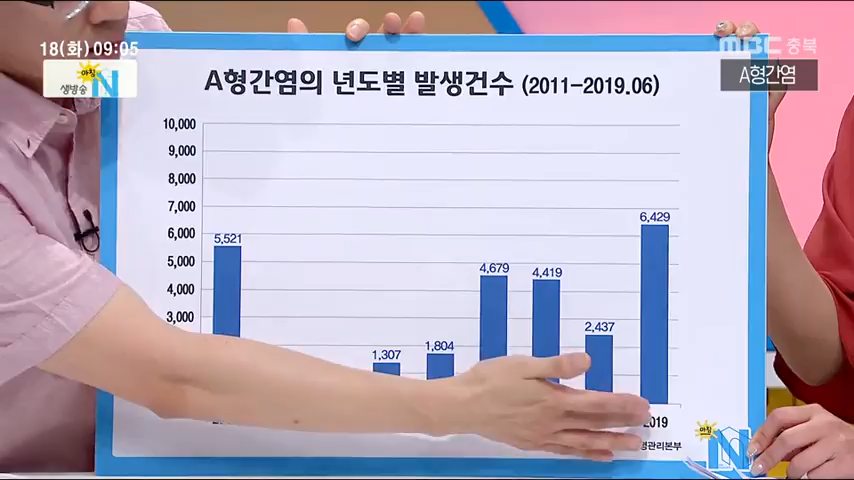 18(화) 09:05
아침
생방송 N
MBC 충북
A형간염
A형간염의 년도별 발생건수 (2011-2019.06)
10,000
9,000
8,000
7,000
6,000
5,000
4,000
3,000
5,521
1,307
1,804
4,679
4,419
2,437
6,429
2019
관리본부
아침
N